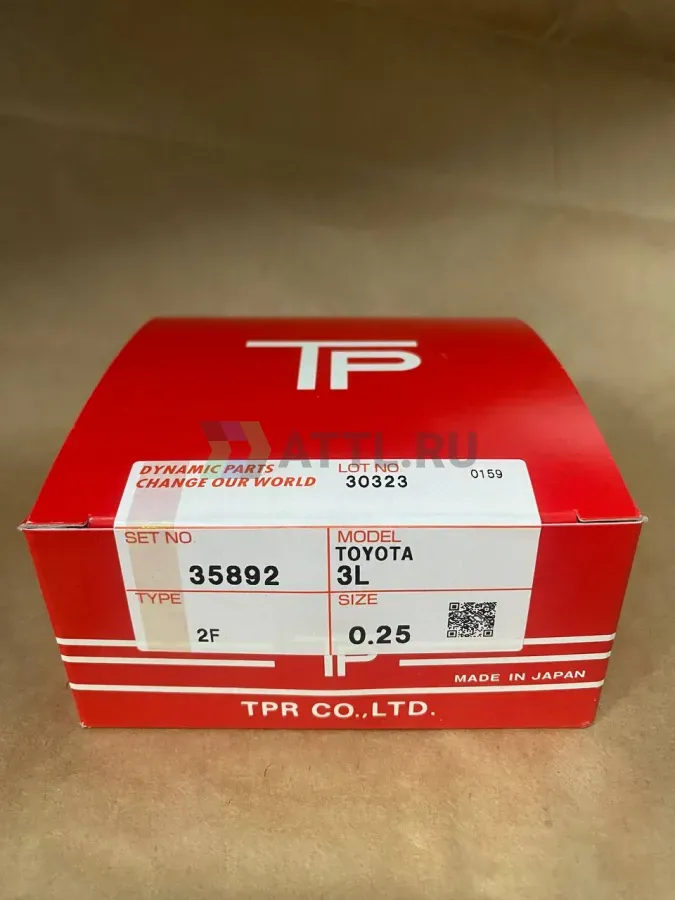 TP
ATTL.RU
DYNAMIC PARTS
CHANGE OUR WORLD
LOT NO
30323
0159
SET NO.
35892
MODEL
TOYOTA
3L
TYPE
2F
SIZE
0.25
TP
MADE IN JAPAN
TPR CO.,LTD.